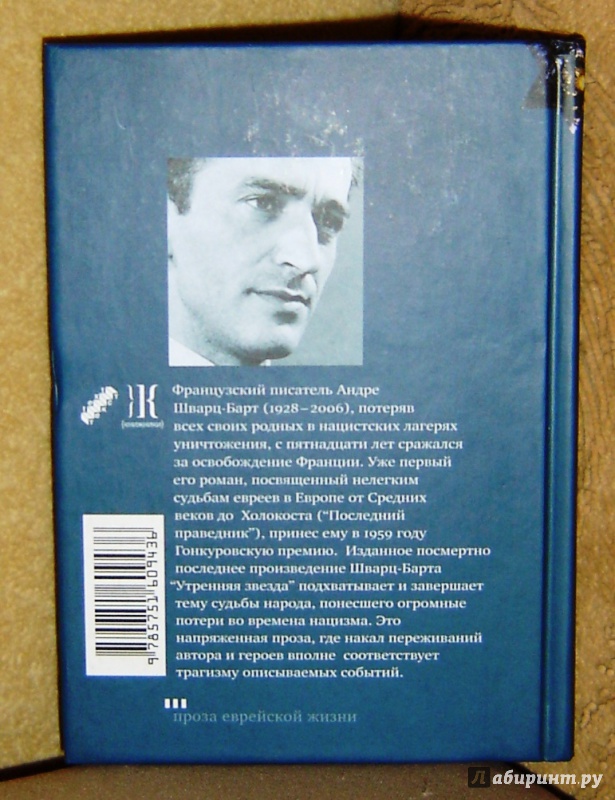 Французский писатель Андре
Шварц-Барт (1928–2006), потеряв
всех своих родных в нацистских лагерях
уничтожения, с пятнадцати лет сражался
за освобождение Франции. Уже первый
его роман, посвященный нелегким
судьбам евреев в Европе от Средних
веков до Холокоста (“Последний
праведник”), принес ему в 1959 году
Гонкуровскую премию. Изданное посмертно
последнее произведение Шварц-Барта
“Утренняя звезда” подхватывает и завершает
тему судьбы народа, понесшего огромные
потери во времена нацизма. Это
напряженная проза, где накал переживаний
автора и героев вполне соответствует
трагизму описываемых событий.
9785751609436
проза еврейской жизни
Лабиринт.ру